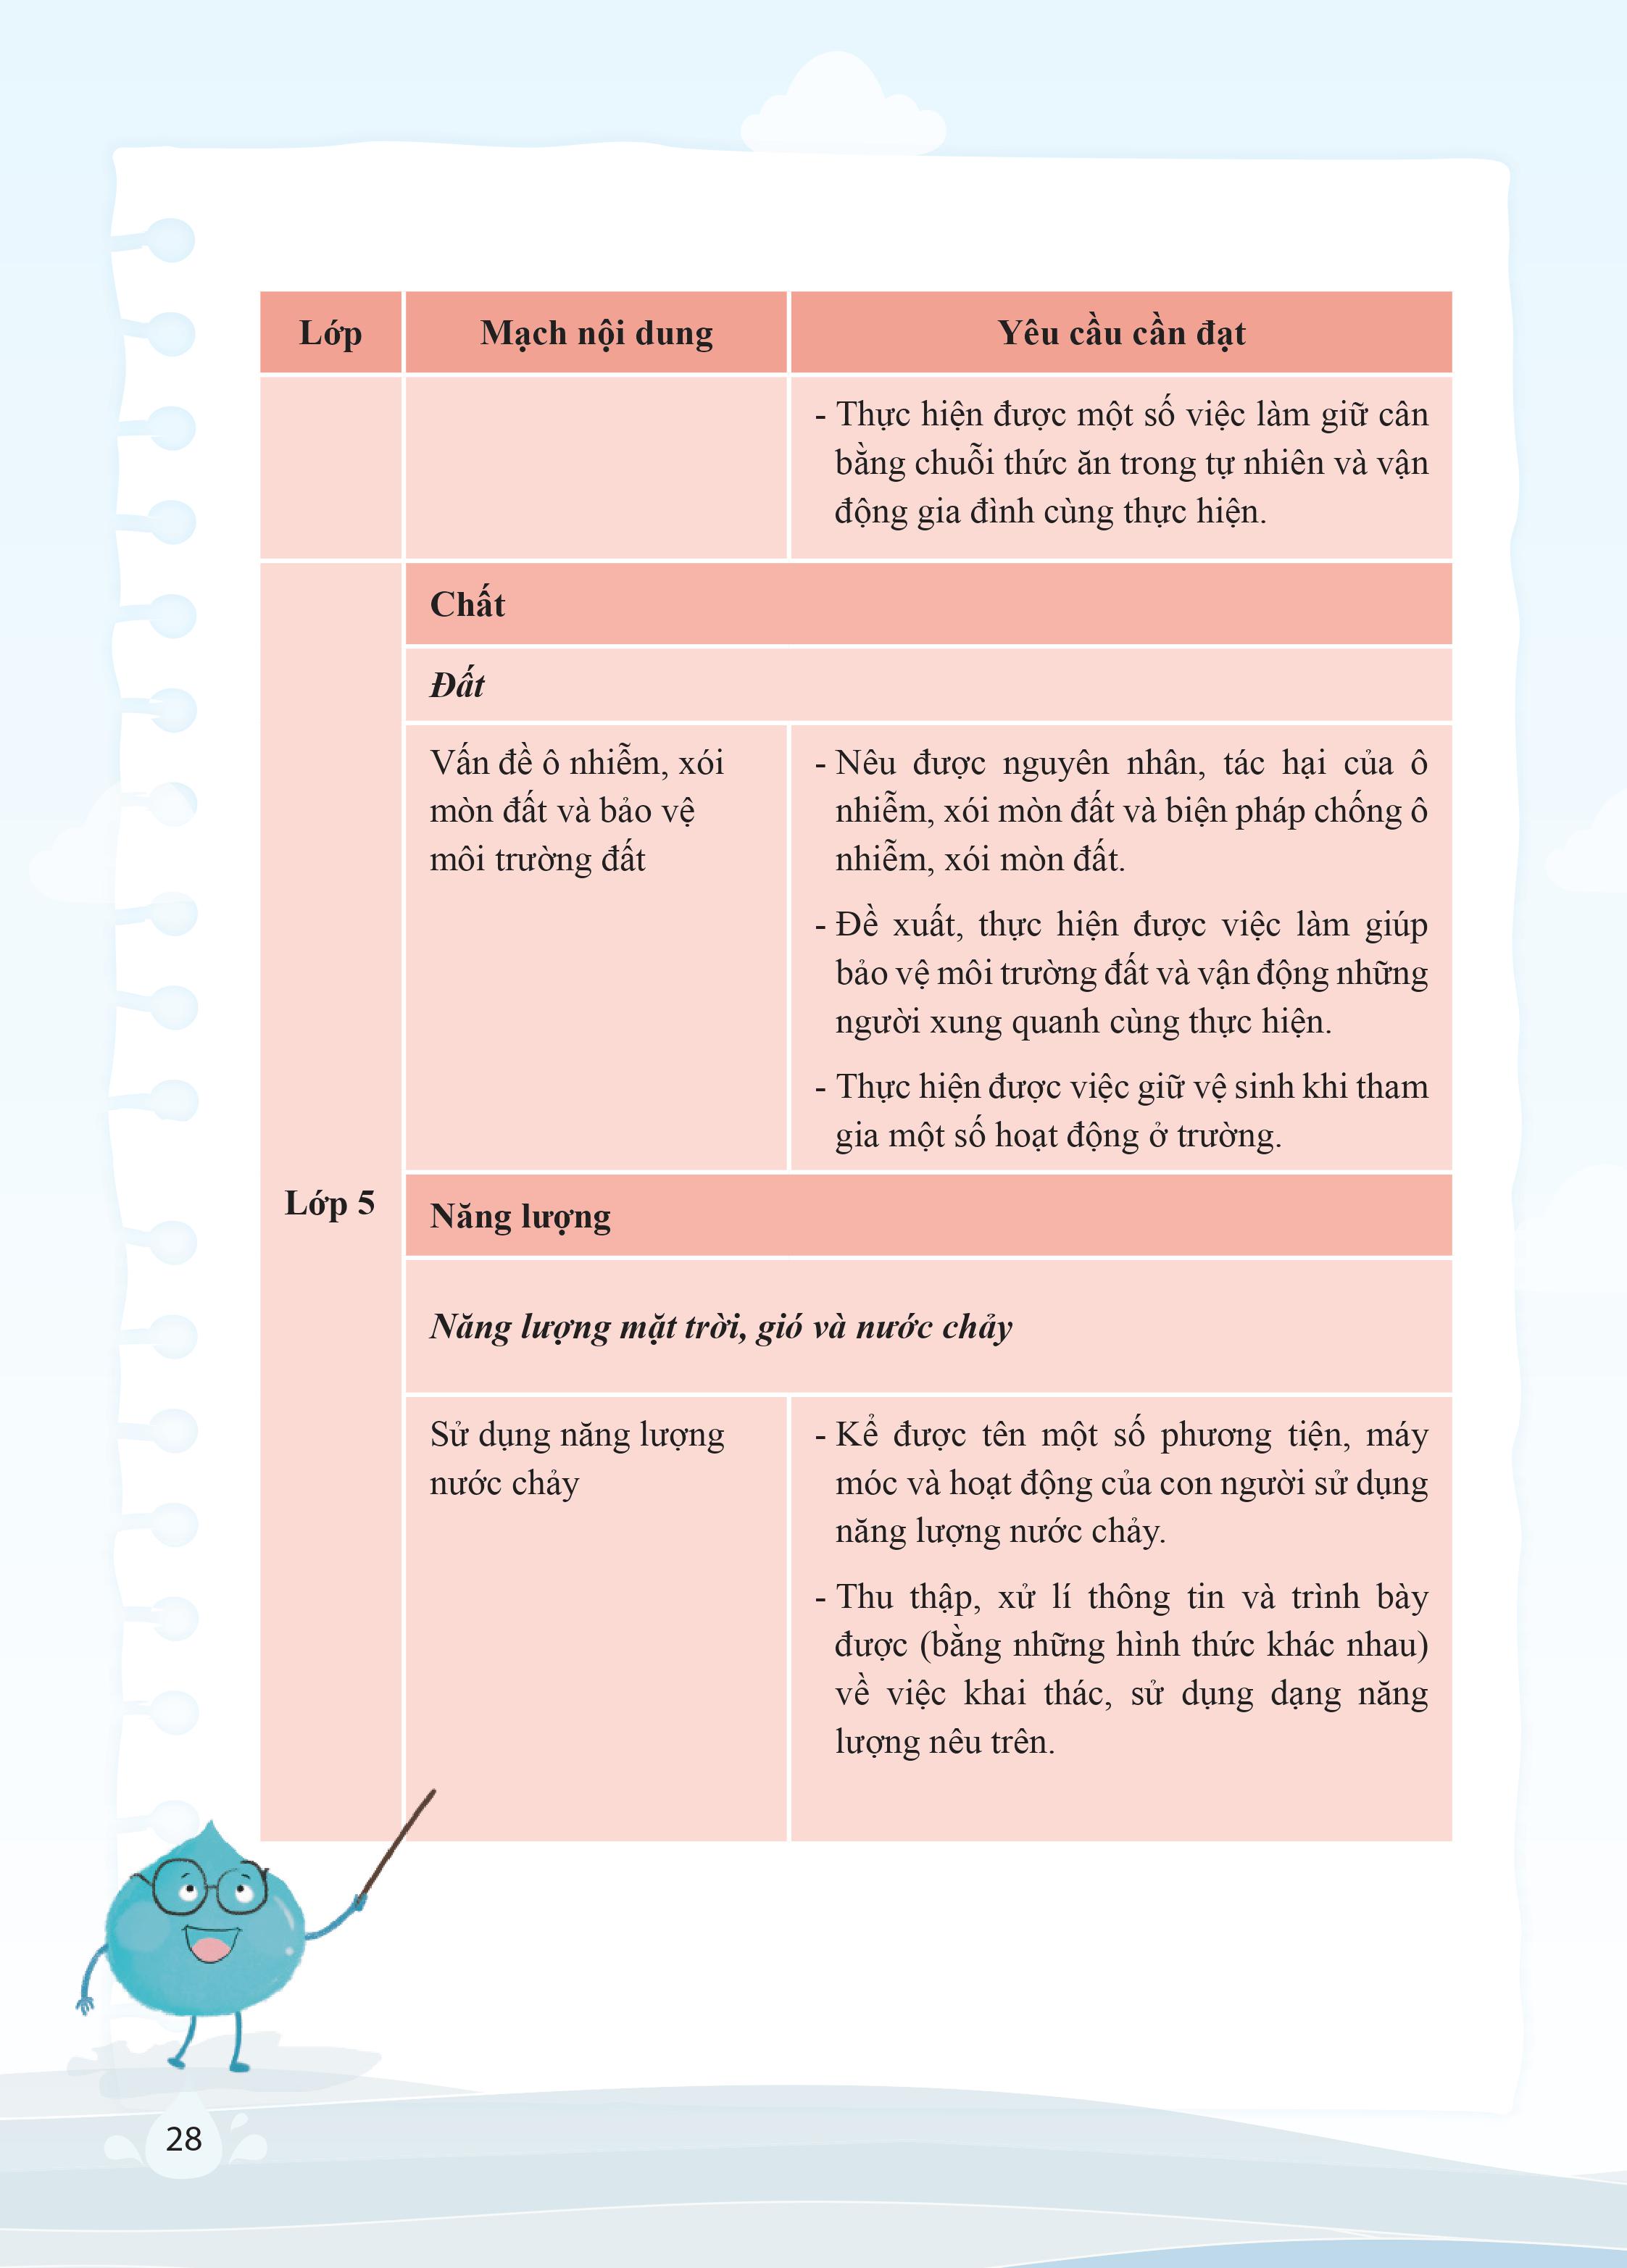 Lớp
Mạch nội dung
Yêu cầu cần đạt
- Thực hiện được một số việc làm giữ cân
bằng chuỗi thức ăn trong tự nhiên và vận
động gia đình cùng thực hiện.
Lớp 5
Chất
Đất
Vấn đề ô nhiễm, xói
mòn đất và bảo vệ
môi trường đất
- Nêu được nguyên nhân, tác hại của ô
nhiễm, xói mòn đất và biện pháp chống ô
nhiễm, xói mòn đất.
- Đề xuất, thực hiện được việc làm giúp
bảo vệ môi trường đất và vận động những
người xung quanh cùng thực hiện.
- Thực hiện được việc giữ vệ sinh khi tham
gia một số hoạt động ở trường.
Năng lượng
Năng lượng mặt trời, gió và nước chảy
Sử dụng năng lượng
nước chảy
- Kể được tên một số phương tiện, máy
móc và hoạt động của con người sử dụng
năng lượng nước chảy.
- Thu thập, xử lí thông tin và trình bày
được (bằng những hình thức khác nhau)
về việc khai thác, sử dụng dạng năng
lượng nêu trên.
28